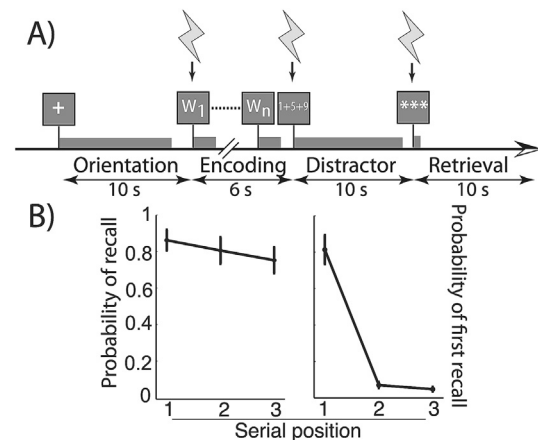 A)
+
W1
Wn
1+5+9
***
Orientation
Encoding
Distractor
Retrieval
10 s
6 s
10 s
10 s
B)
Probability of recall
1
0.8
0.6
0.4
0.2
0
1 2 3
1 2 3
Probability of first recall
Serial position